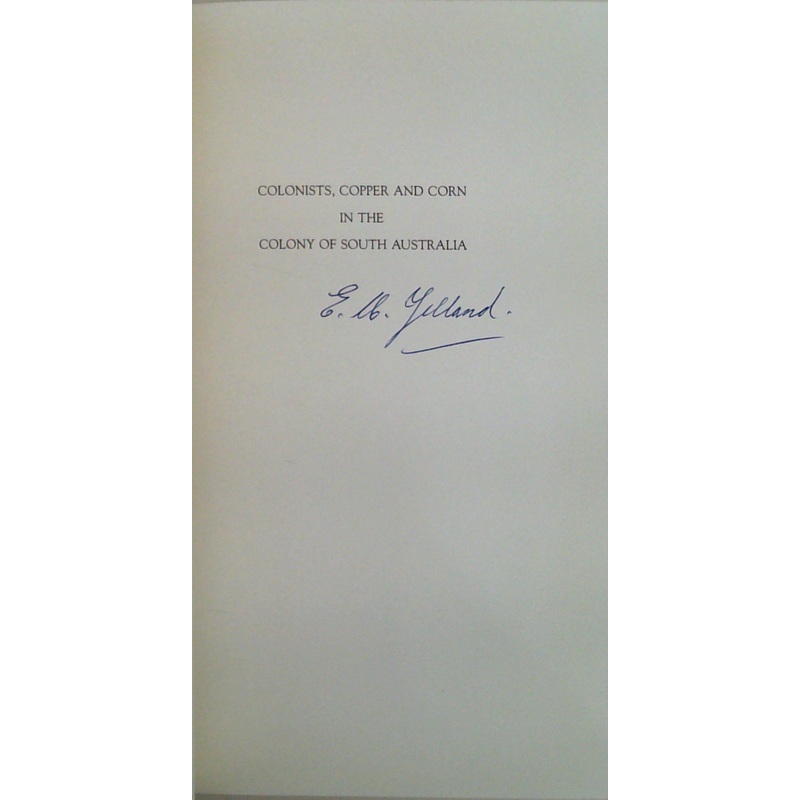 COLONISTS, COPPER AND CORN
IN THE
COLONY OF SOUTH AUSTRALIA
E. M. Yelland.